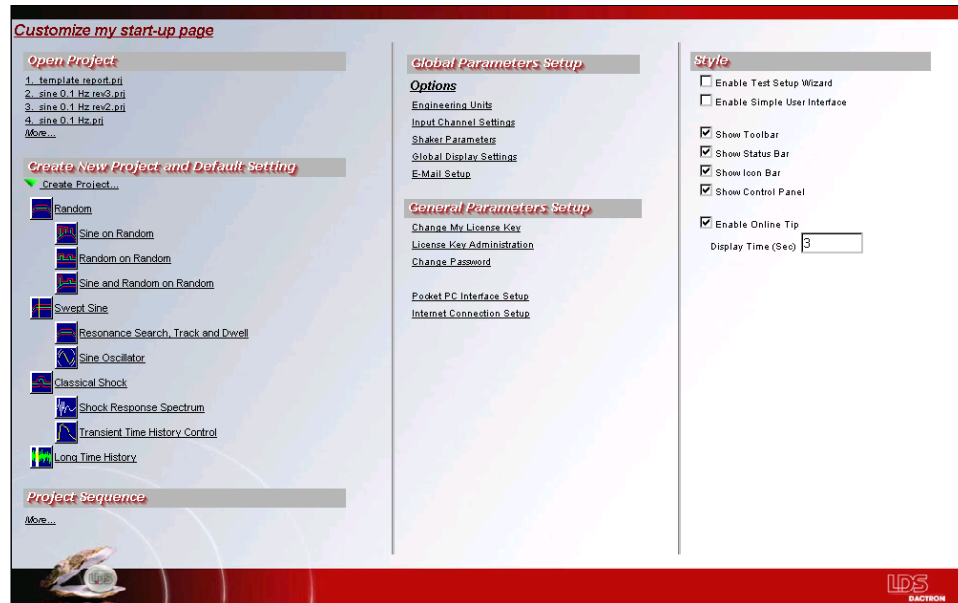 Customize my start-up page
Open Project
1. template report.prj
2. sine 0.1 Hz rev3.prj
3. sine 0.1 Hz rev2.prj
4. sine 0.1 Hz.prj
More...
Create New Project and Default Setting
Create Project...
Random
Sine on Random
Random on Random
Sine and Random on Random
Swept Sine
Resonance Search, Track and Dwell
Sine Oscillator
Classical Shock
Shock Response Spectrum
Transient Time History Control
Long Time History
Project Sequence
More...
Global Parameters Setup
Options
Engineering Units
Input Channel Settings
Shaker Parameters
Global Display Settings
E-Mail Setup
General Parameters Setup
Change My License Key
License Key Administration
Change Password
Pocket PC Interface Setup
Internet Connection Setup
Style
Enable Test Setup Wizard
Enable Simple User Interface
Show Toolbar
Show Status Bar
Show Icon Bar
Show Control Panel
Enable Online Tip
Display Time (Sec) 3
LDS
LDS
DACTRON